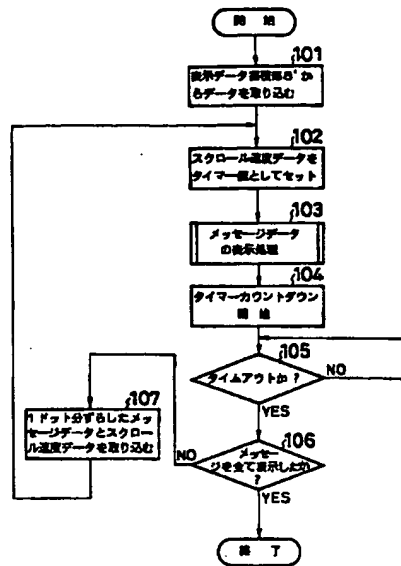 開 始
101
表示データ蓄積部8'か
らデータを取り込む
102
スクロール速度データを
タイマー値としてセット
103
メッセージデータ
の表示処理
104
タイマーカウントダウン
開 始
105
タイムアウトか?
NO
YES
106
メッセー
ジを全て表示したか
?
NO
YES
107
1ドット分ずらしたメッ
セージデータとスクロー
ル速度データを取り込む
終 了